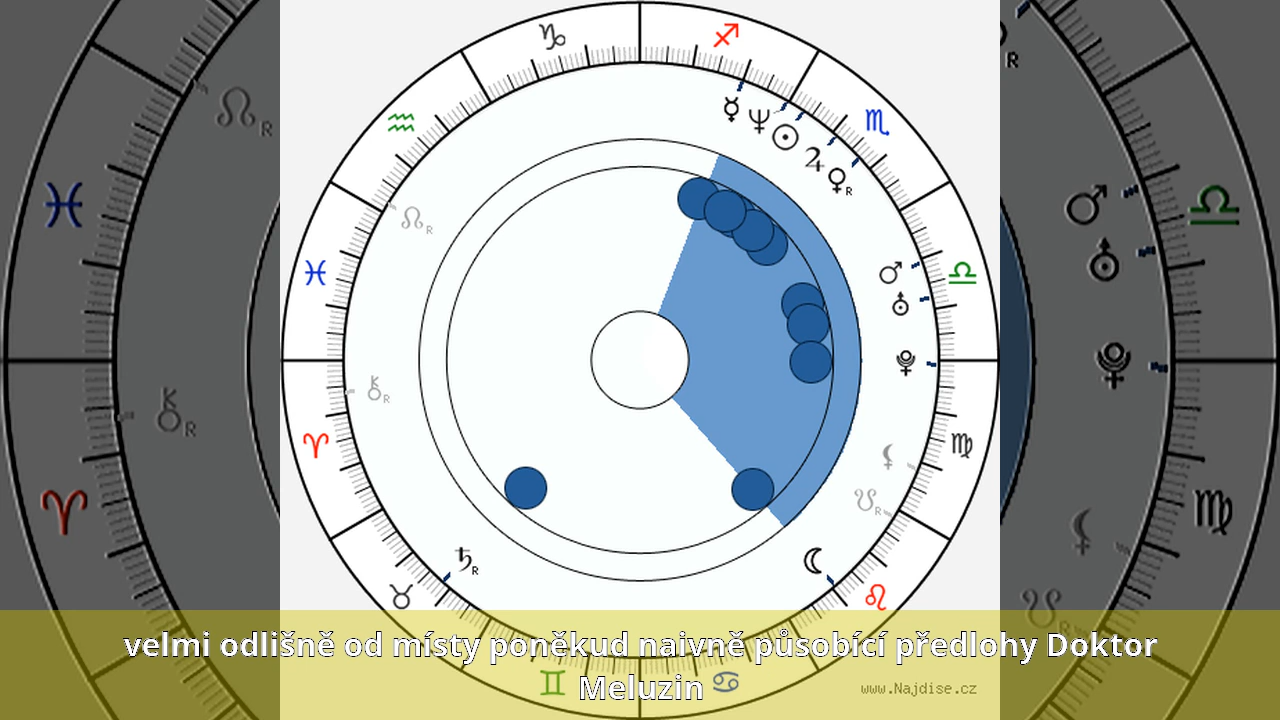 velmi odlišně od místy poněkud naivně působící předlohy Doktor
Meluzin
www.Najdise.cz